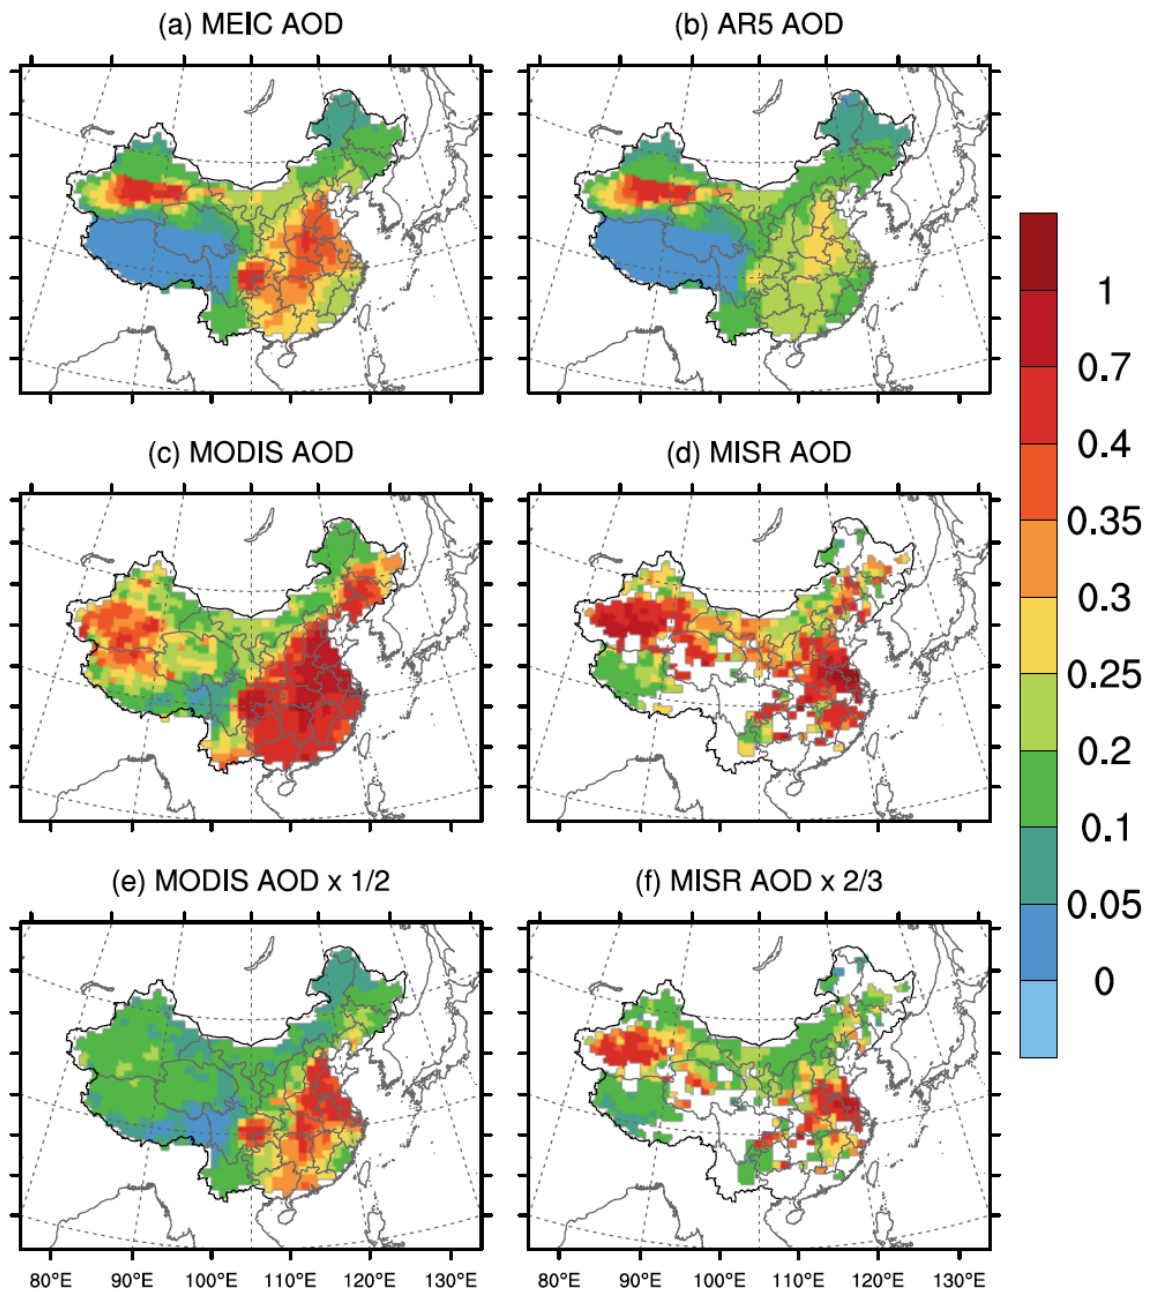 (a) MEIC AOD
(b) AR5 AOD
(c) MODIS AOD
(d) MISR AOD
(e) MODIS AOD x 1/2
(f) MISR AOD x 2/3
80°E 90°E 100°E 110°E 120°E 130°E
80°E 90°E 100°E 110°E 120°E 130°E
1
0.7
0.4
0.35
0.3
0.25
0.2
0.1
0.05
0